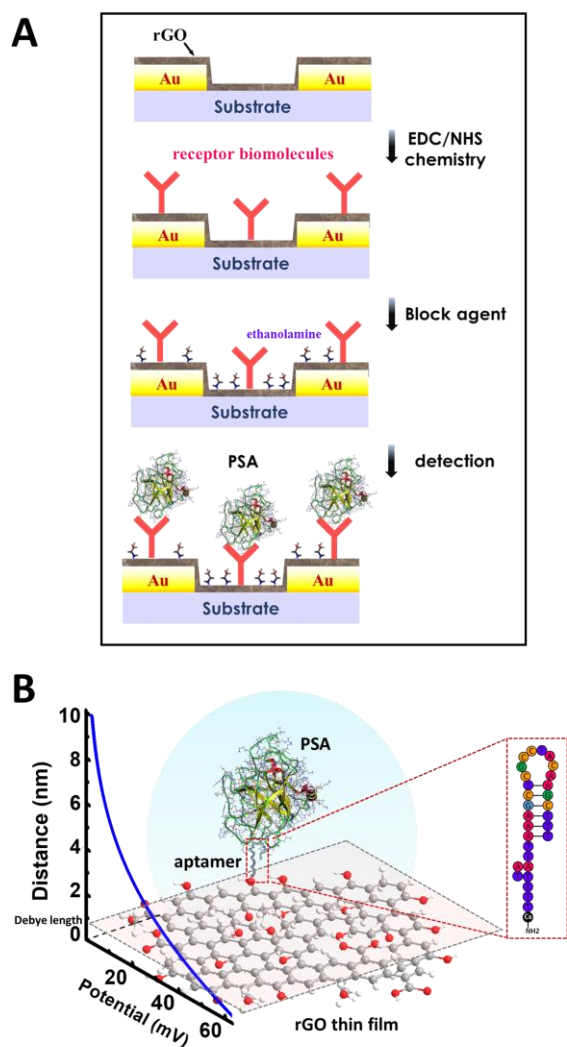 A
rGO
Au
Au
Substrate
EDC/NHS
chemistry
receptor biomolecules
Au
Au
Substrate
Block agent
ethanolamine
Au
Au
Substrate
PSA
detection
Au
Au
Substrate
B
10
8
6
4
2
0
Distance (nm)
Debye length
20
40
60
Potential (mV)
PSA
aptamer
rGO thin film
NH2